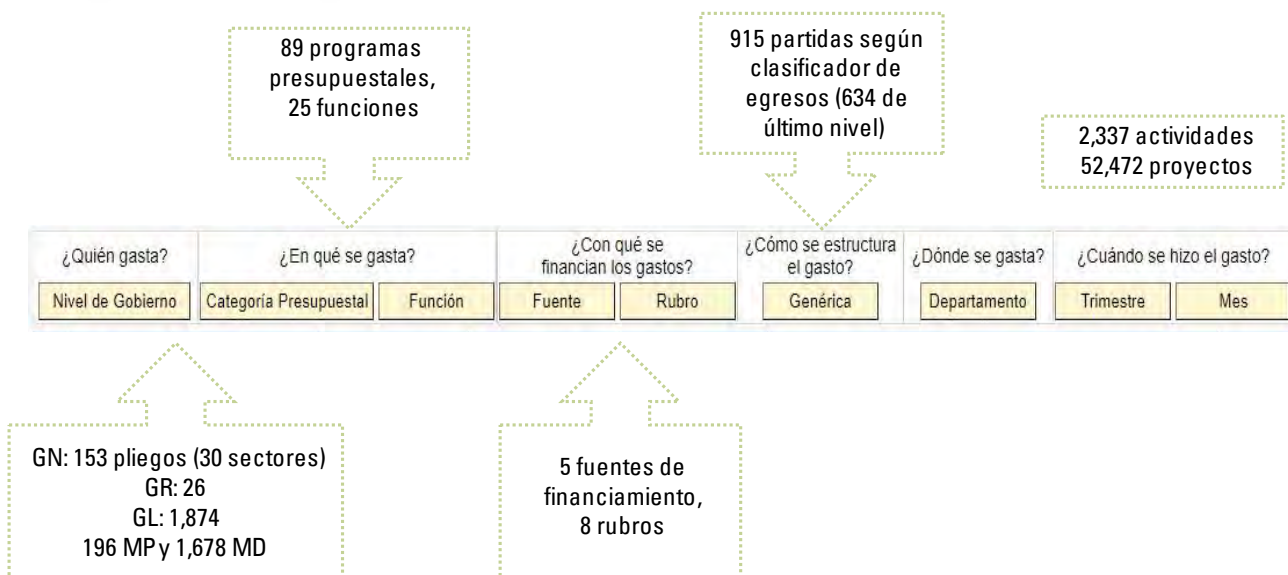 89 programas
presupuestales,
25 funciones
915 partidas según
clasificador de
egresos (634 de
último nivel)
2,337 actividades
52,472 proyectos
¿Quién gasta?
¿En qué se gasta?
¿Con qué se
financian los gastos?
¿Cómo se estructura
el gasto?
¿Dónde se gasta?
¿Cuándo se hizo el gasto?
Nivel de Gobierno
Categoría Presupuestal
Función
Fuente
Rubro
Genérica
Departamento
Trimestre
Mes
GN: 153 pliegos (30 sectores)
GR: 26
GL: 1,874
196 MP y 1,678 MD
5 fuentes de
financiamiento,
8 rubros